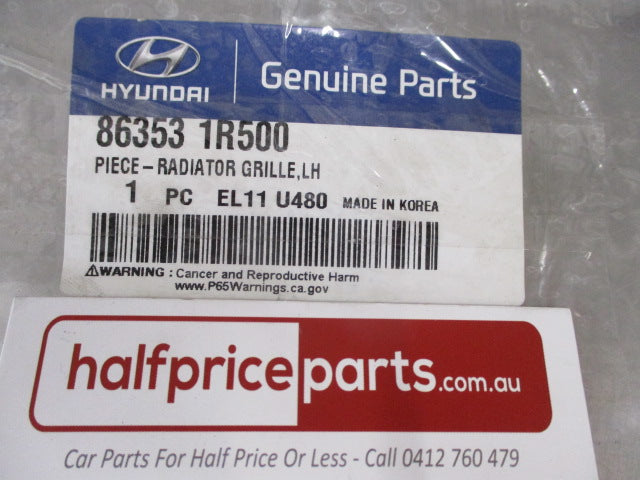 HYUNDAI
Genuine Parts
86353 1R500
PIECE-RADIATOR GRILLE,LH
1 PC EL11 U480 MADE IN KOREA
⚠WARNING : Cancer and Reproductive Harm
www.P65Warnings.ca.gov
halfpriceparts.com.au
Car Parts For Half Price Or Less - Call 0412 760 479